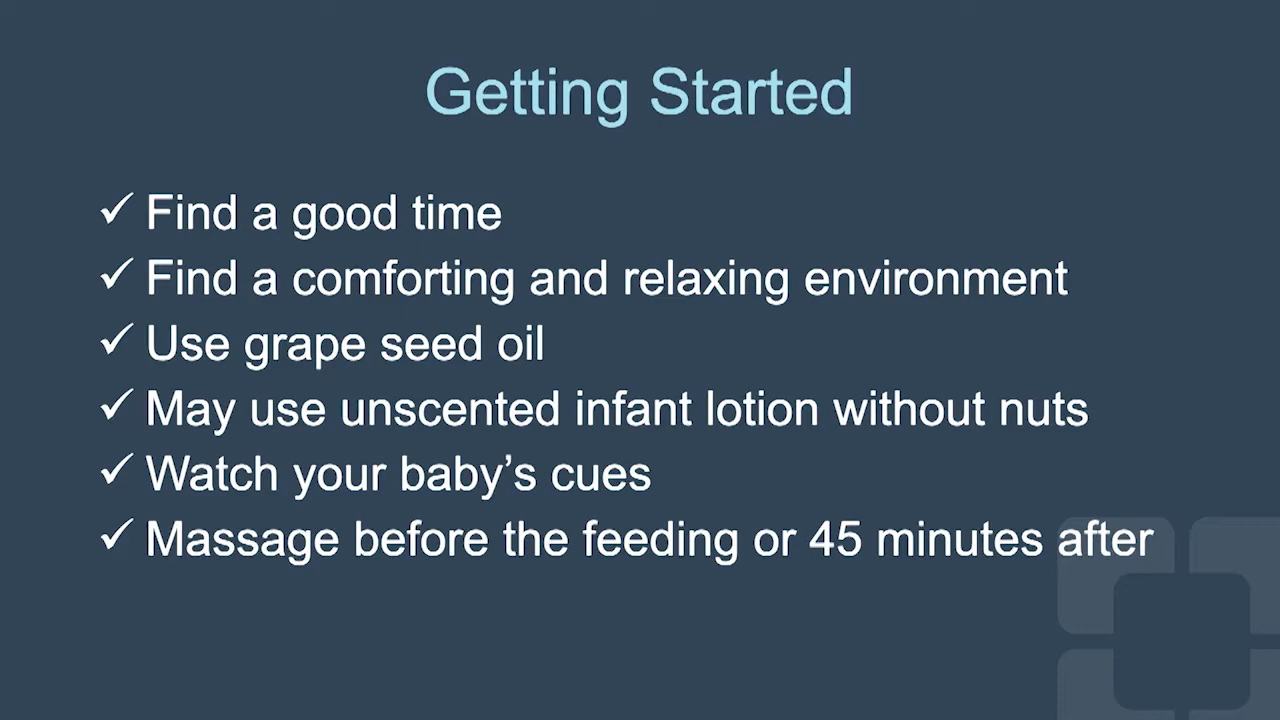 Getting Started
✓ Find a good time
✓ Find a comforting and relaxing environment
✓ Use grape seed oil
✓ May use unscented infant lotion without nuts
✓ Watch your baby’s cues
✓ Massage before the feeding or 45 minutes after